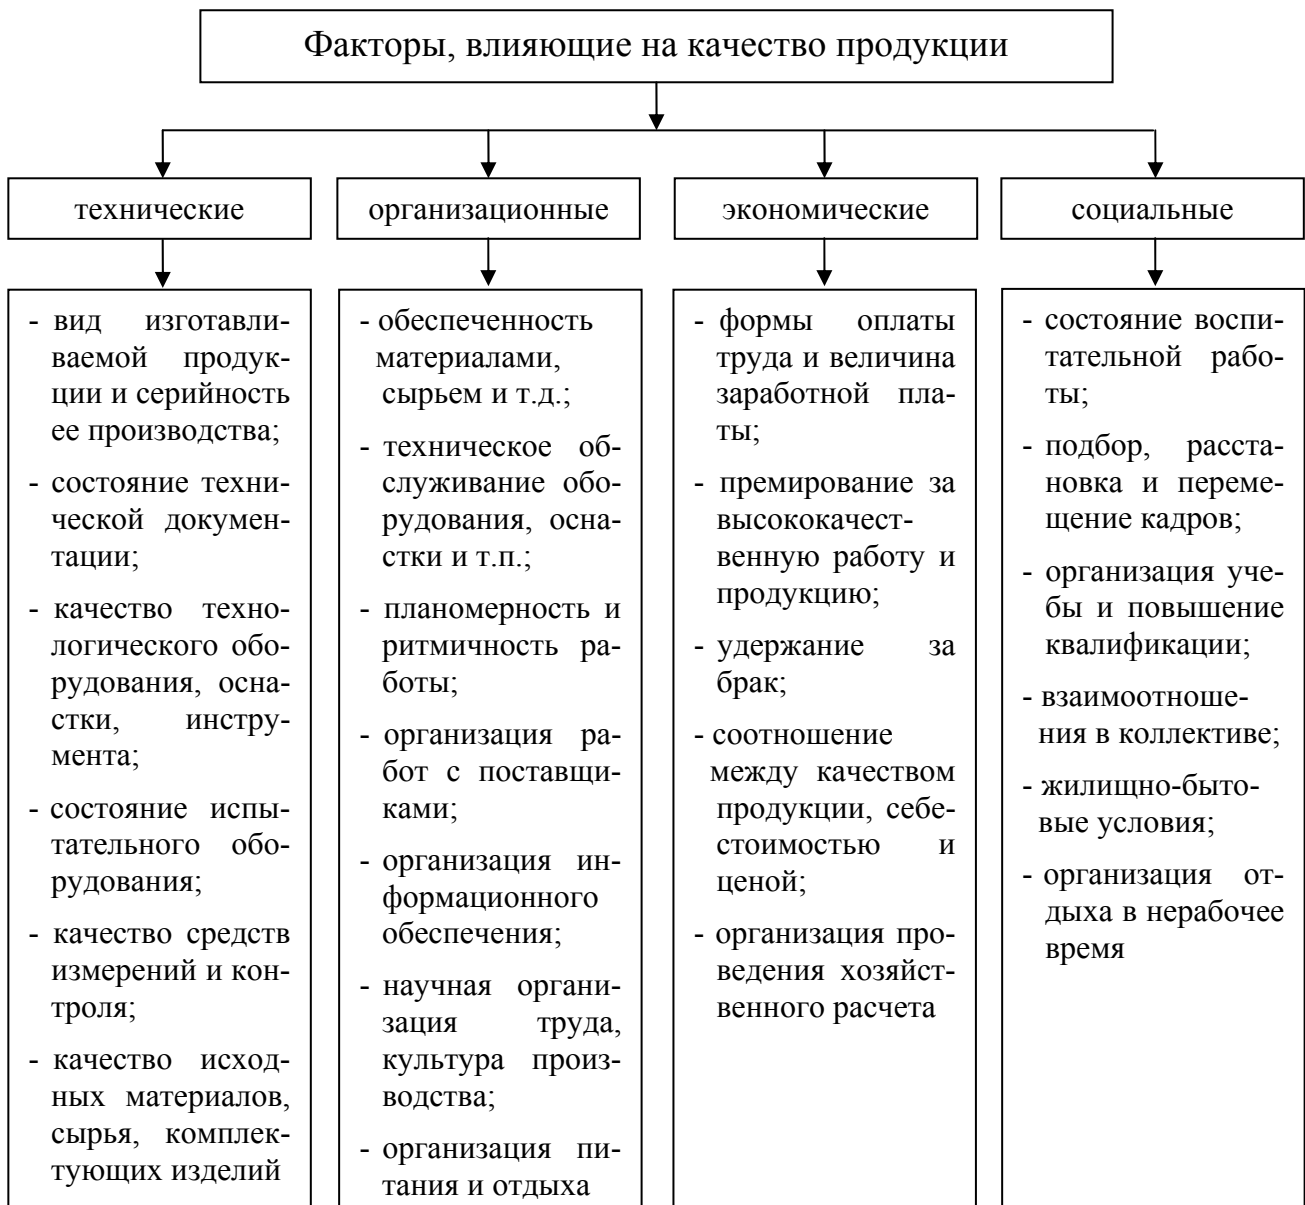 Факторы, влияющие на качество продукции
технические
организационные
экономические
социальные
- вид изготавли-
ваемой продук-
ции и серийность
ее производства;
- состояние техни-
ческой докумен-
тации;
- качество техно-
логического обо-
рудования, осна-
стки, инстру-
мента;
- состояние испы-
тательного обо-
рудования;
- качество средств
измерений и кон-
троля;
- качество исход-
ных материалов,
сырья, комплек-
тующих изделий
- обеспеченность
материалами,
сырьем и т.д.;
- техническое об-
служивание обо-
рудования, осна-
стки и т.п.;
- планомерность и
ритмичность ра-
боты;
- организация ра-
бот с поставщи-
ками;
- организация ин-
формационного
обеспечения;
- научная органи-
зация труда,
культура произ-
водства;
- организация пи-
тания и отдыха
- формы оплаты
труда и величина
заработной пла-
ты;
- премирование за
высококачест-
венную работу и
продукцию;
- удержание за
брак;
- соотношение
между качеством
продукции, себе-
стоимостью и
ценой;
- организация про-
ведения хозяйст-
венного расчета
- состояние воспи-
тательной рабо-
ты;
- подбор, расста-
новка и переме-
щение кадров;
- организация уче-
бы и повышение
квалификации;
- взаимоотноше-
ния в коллективе;
- жилищно-быто-
вые условия;
- организация от-
дыха в нерабочее
время